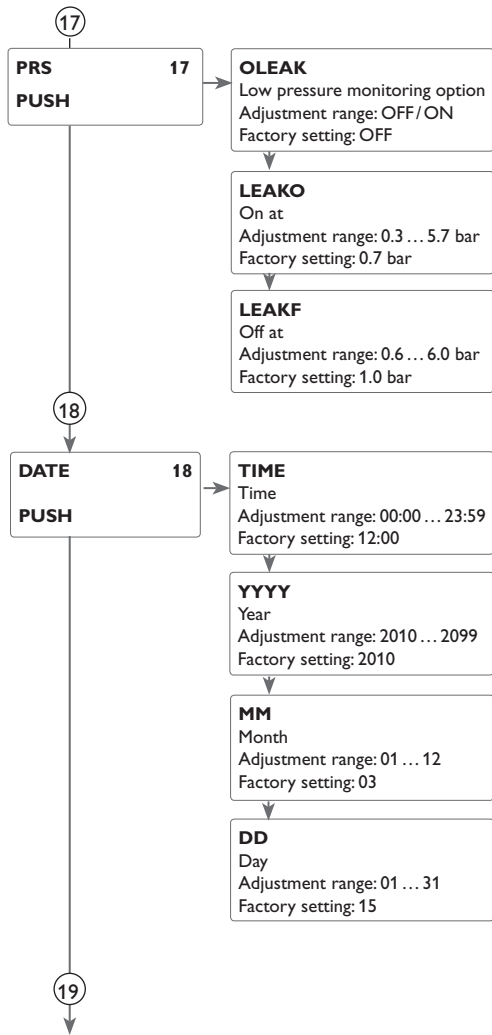 17
PRS 17
PUSH
OLEAK
Low pressure monitoring option
Adjustment range: OFF/ON
Factory setting: OFF
LEAKO
On at
Adjustment range: 0.3 … 5.7 bar
Factory setting: 0.7 bar
LEAKF
Off at
Adjustment range: 0.6 … 6.0 bar
Factory setting: 1.0 bar
18
DATE 18
PUSH
TIME
Time
Adjustment range: 00:00 … 23:59
Factory setting: 12:00
YYYY
Year
Adjustment range: 2010 … 2099
Factory setting: 2010
MM
Month
Adjustment range: 01 … 12
Factory setting: 03
DD
Day
Adjustment range: 01 … 31
Factory setting: 15
19